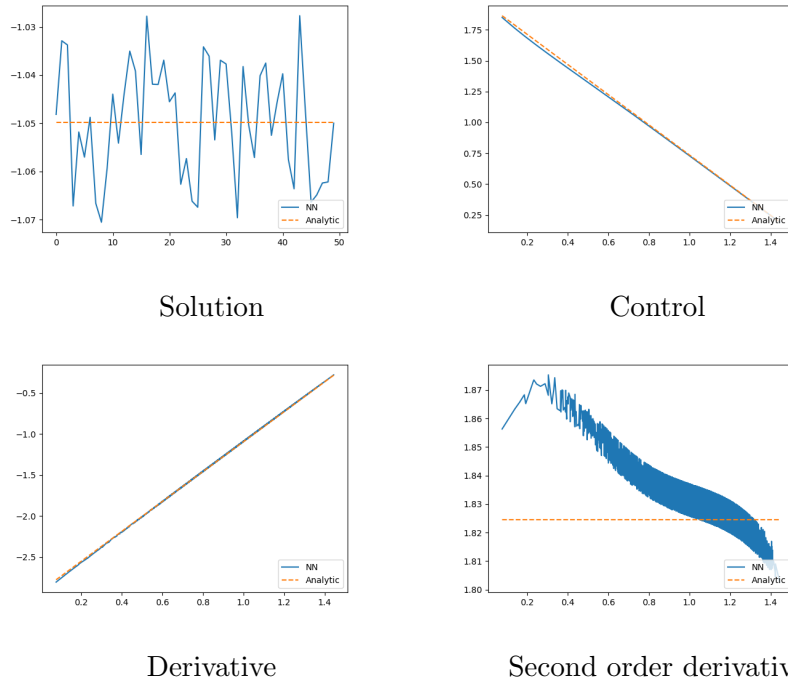 −1.03
−1.04
−1.05
−1.06
−1.07
0 10 20 30 40 50
NN
Analytic
Solution
1.75
1.50
1.25
1.00
0.75
0.50
0.25
0.2 0.4 0.6 0.8 1.0 1.2 1.4
NN
Analytic
Control
−0.5
−1.0
−1.5
−2.0
−2.5
0.2 0.4 0.6 0.8 1.0 1.2 1.4
NN
Analytic
Derivative
1.87
1.86
1.85
1.84
1.83
1.82
1.81
1.80
0.2 0.4 0.6 0.8 1.0 1.2 1.4
NN
Analytic
Second order derivativ